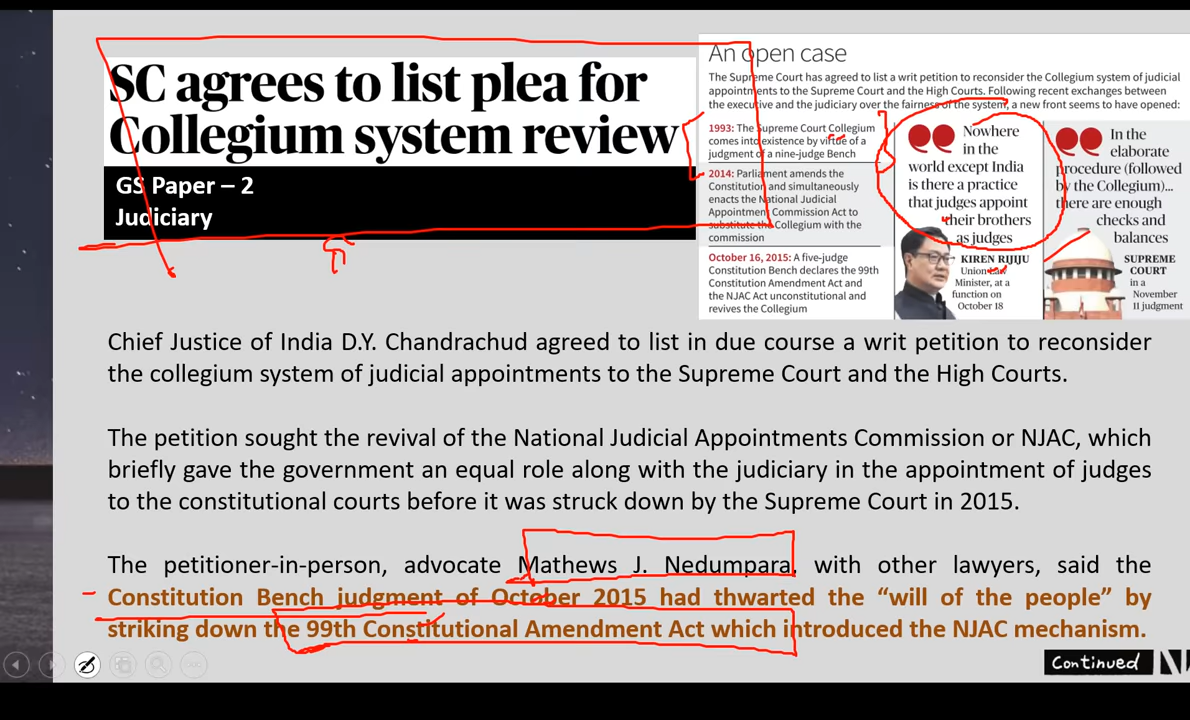 SC agrees to list plea for
Collegium system review
GS Paper – 2
Judiciary
An open case
The Supreme Court has agreed to list a writ petition to reconsider the Collegium system of judicial
appointments to the Supreme Court and the High Courts. Following recent exchanges between
the executive and the judiciary over the fairness of the system, a new front seems to have opened:
1993: The Supreme Court Collegium
comes into existence by virtue of a
judgment of a nine-judge Bench
2014: Parliament amends the
Constitution and simultaneously
enacts the National Judicial
Appointment Commission Act to
substitute the Collegium with the
commission
October 16, 2015: A five-judge
Constitution Bench declares the 99th
Constitution Amendment Act and
the NJAC Act unconstitutional and
revives the Collegium
Nowhere
in the
world except India
is there a practice
that judges appoint
their brothers
as judges
KIREN RIJIJU
Union Law
Minister, at a
function on
October 18
In the
elaborate
procedure (followed
by the Collegium)...
there are enough
checks and
balances
SUPREME
COURT
in a
November
11 judgment
Chief Justice of India D.Y. Chandrachud agreed to list in due course a writ petition to reconsider
the collegium system of judicial appointments to the Supreme Court and the High Courts.
The petition sought the revival of the National Judicial Appointments Commission or NJAC, which
briefly gave the government an equal role along with the judiciary in the appointment of judges
to the constitutional courts before it was struck down by the Supreme Court in 2015.
The petitioner-in-person, advocate Mathews J. Nedumpara, with other lawyers, said the
Constitution Bench judgment of October 2015 had thwarted the “will of the people” by
striking down the 99th Constitutional Amendment Act which introduced the NJAC mechanism.
Continued